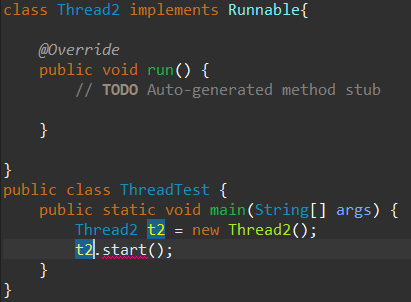 class Thread2 implements Runnable{
@Override
public void run() {
// TODO Auto-generated method stub
}
}
public class ThreadTest {
public static void main(String[] args) {
Thread2 t2 = new Thread2();
t2.start();
}
}